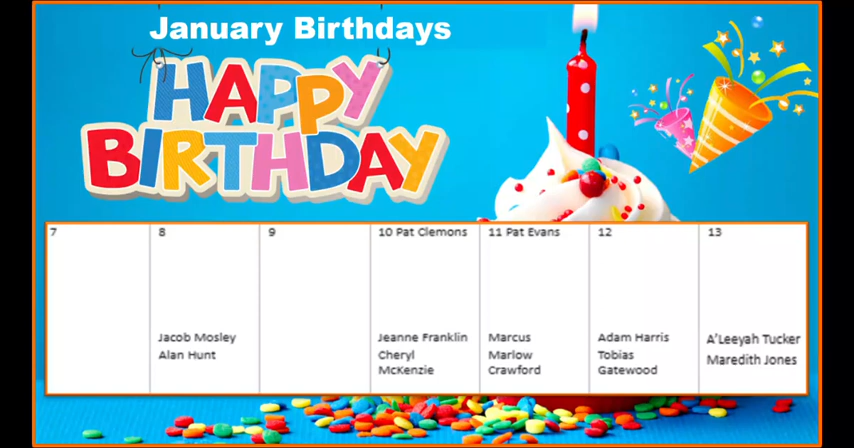 January Birthdays
HAPPY
BIRTHDAY
7
8
9
10 Pat Clemons
11 Pat Evans
12
13
Jacob Mosley
Alan Hunt
Jeanne Franklin
Cheryl
McKenzie
Marcus
Marlow
Crawford
Adam Harris
Tobias
Gatewood
A'Leeyah Tucker
Maredith Jones